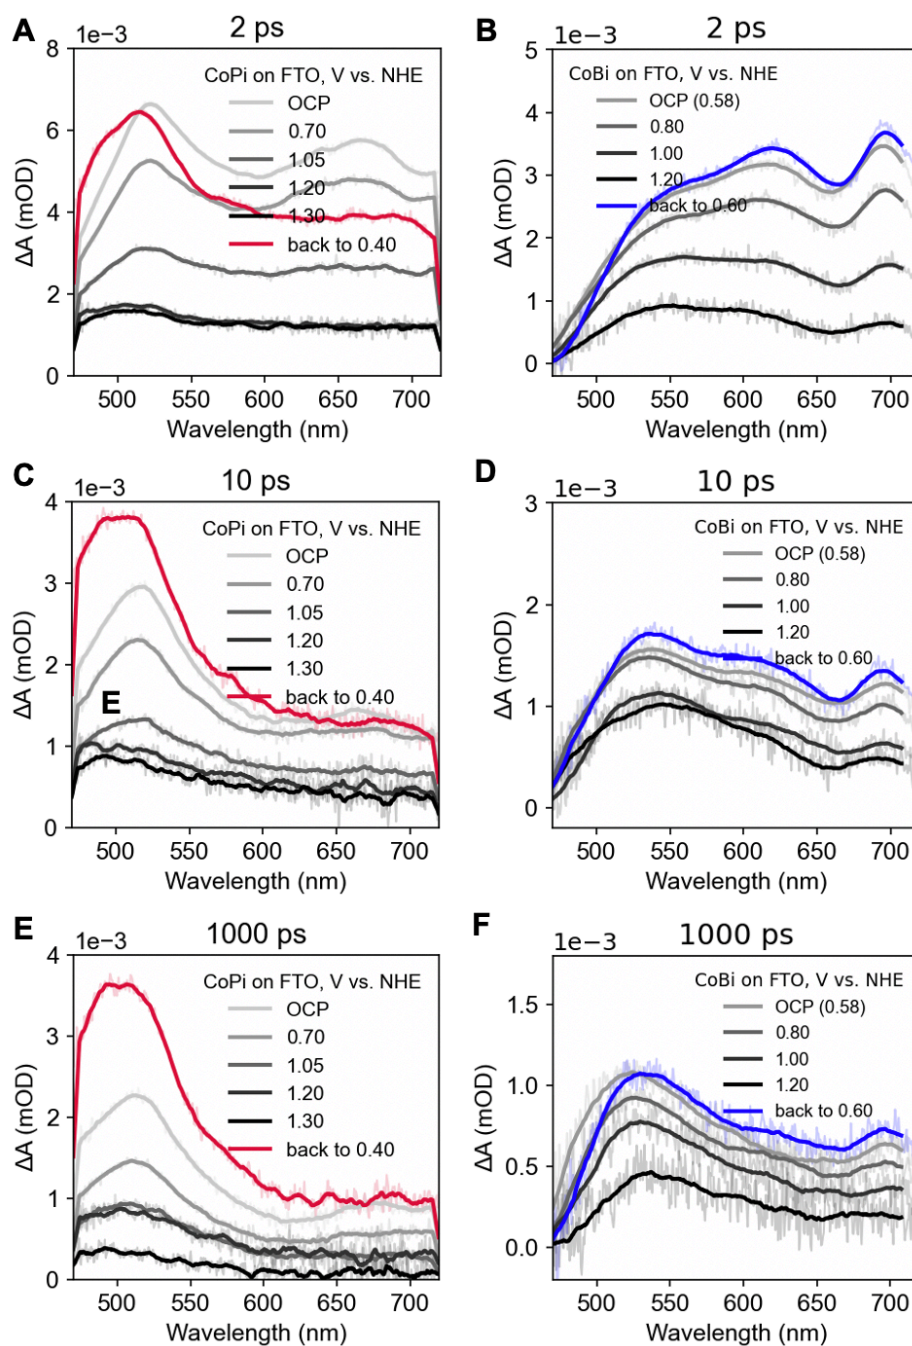 A
1e−3
2 ps
CoPi on FTO, V vs. NHE
OCP
0.70
1.05
1.20
1.30
back to 0.40
8
6
4
2
0
ΔA (mOD)
500
550
600
650
700
Wavelength (nm)
B
1e−3
2 ps
CoBi on FTO, V vs. NHE
OCP (0.58)
0.80
1.00
1.20
back to 0.60
5
4
3
2
1
0
ΔA (mOD)
500
550
600
650
700
Wavelength (nm)
C
1e−3
10 ps
CoPi on FTO, V vs. NHE
OCP
0.70
1.05
1.20
1.30
back to 0.40
E
4
3
2
1
0
ΔA (mOD)
500
550
600
650
700
Wavelength (nm)
D
1e−3
10 ps
CoBi on FTO, V vs. NHE
OCP (0.58)
0.80
1.00
1.20
back to 0.60
3
2
1
0
ΔA (mOD)
500
550
600
650
700
Wavelength (nm)
E
1e−3
1000 ps
CoPi on FTO, V vs. NHE
OCP
0.70
1.05
1.20
1.30
back to 0.40
4
3
2
1
0
ΔA (mOD)
500
550
600
650
700
Wavelength (nm)
F
1e−3
1000 ps
CoBi on FTO, V vs. NHE
OCP (0.58)
0.80
1.00
1.20
back to 0.60
1.5
1.0
0.5
0.0
ΔA (mOD)
500
550
600
650
700
Wavelength (nm)